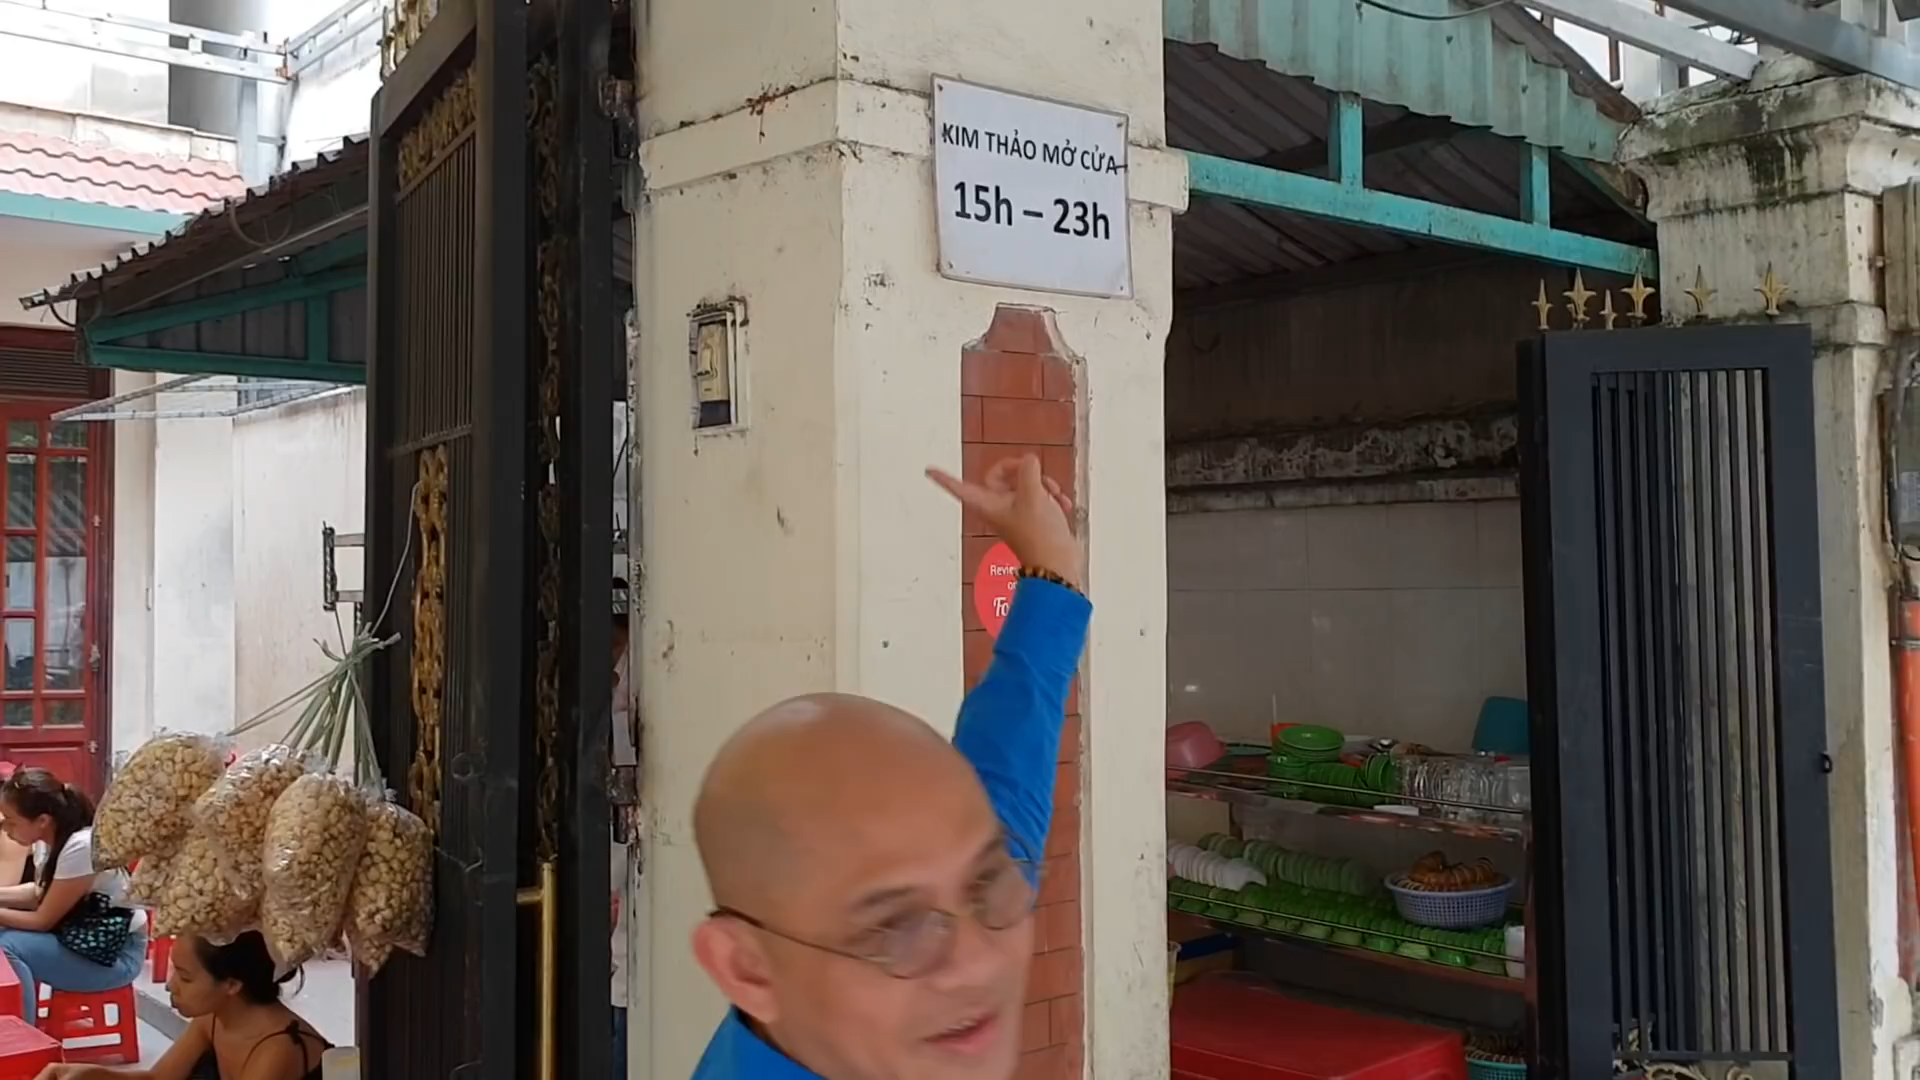 KIM THẢO MỞ CỬA
15h – 23h